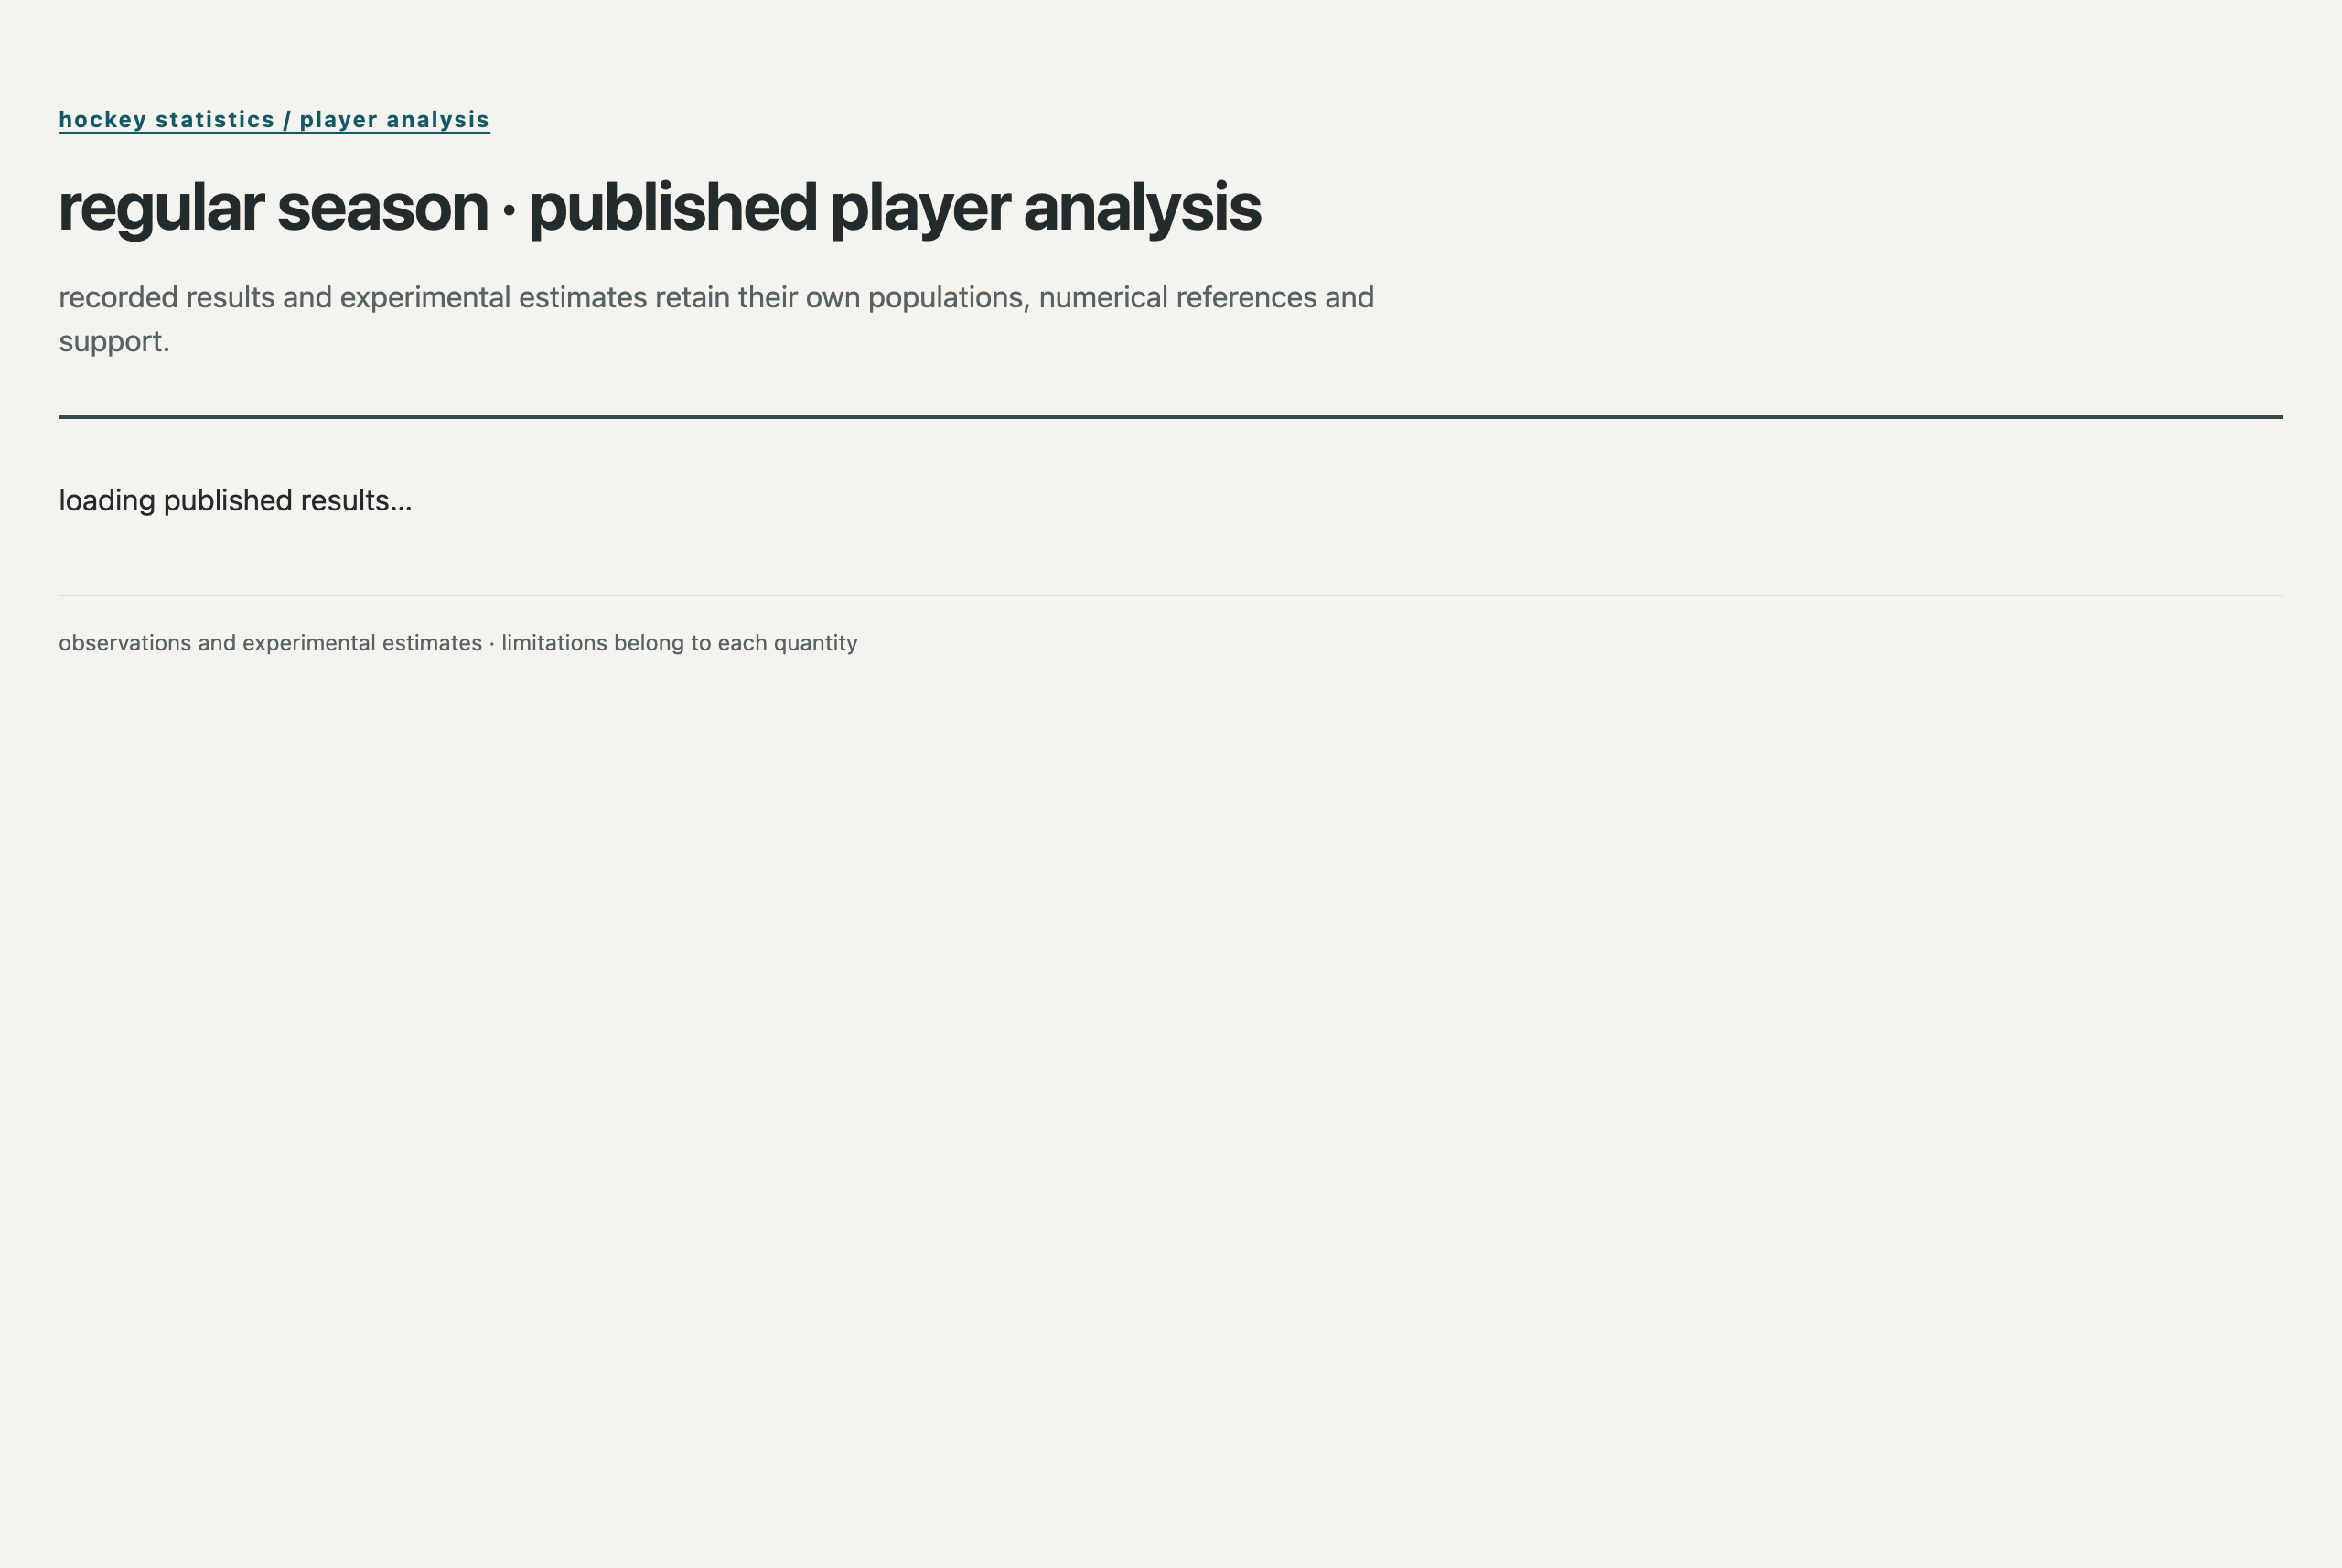 hockey statistics / player analysis
regular season · published player analysis
recorded results and experimental estimates retain their own populations, numerical references and
support.
loading published results…
observations and experimental estimates · limitations belong to each quantity